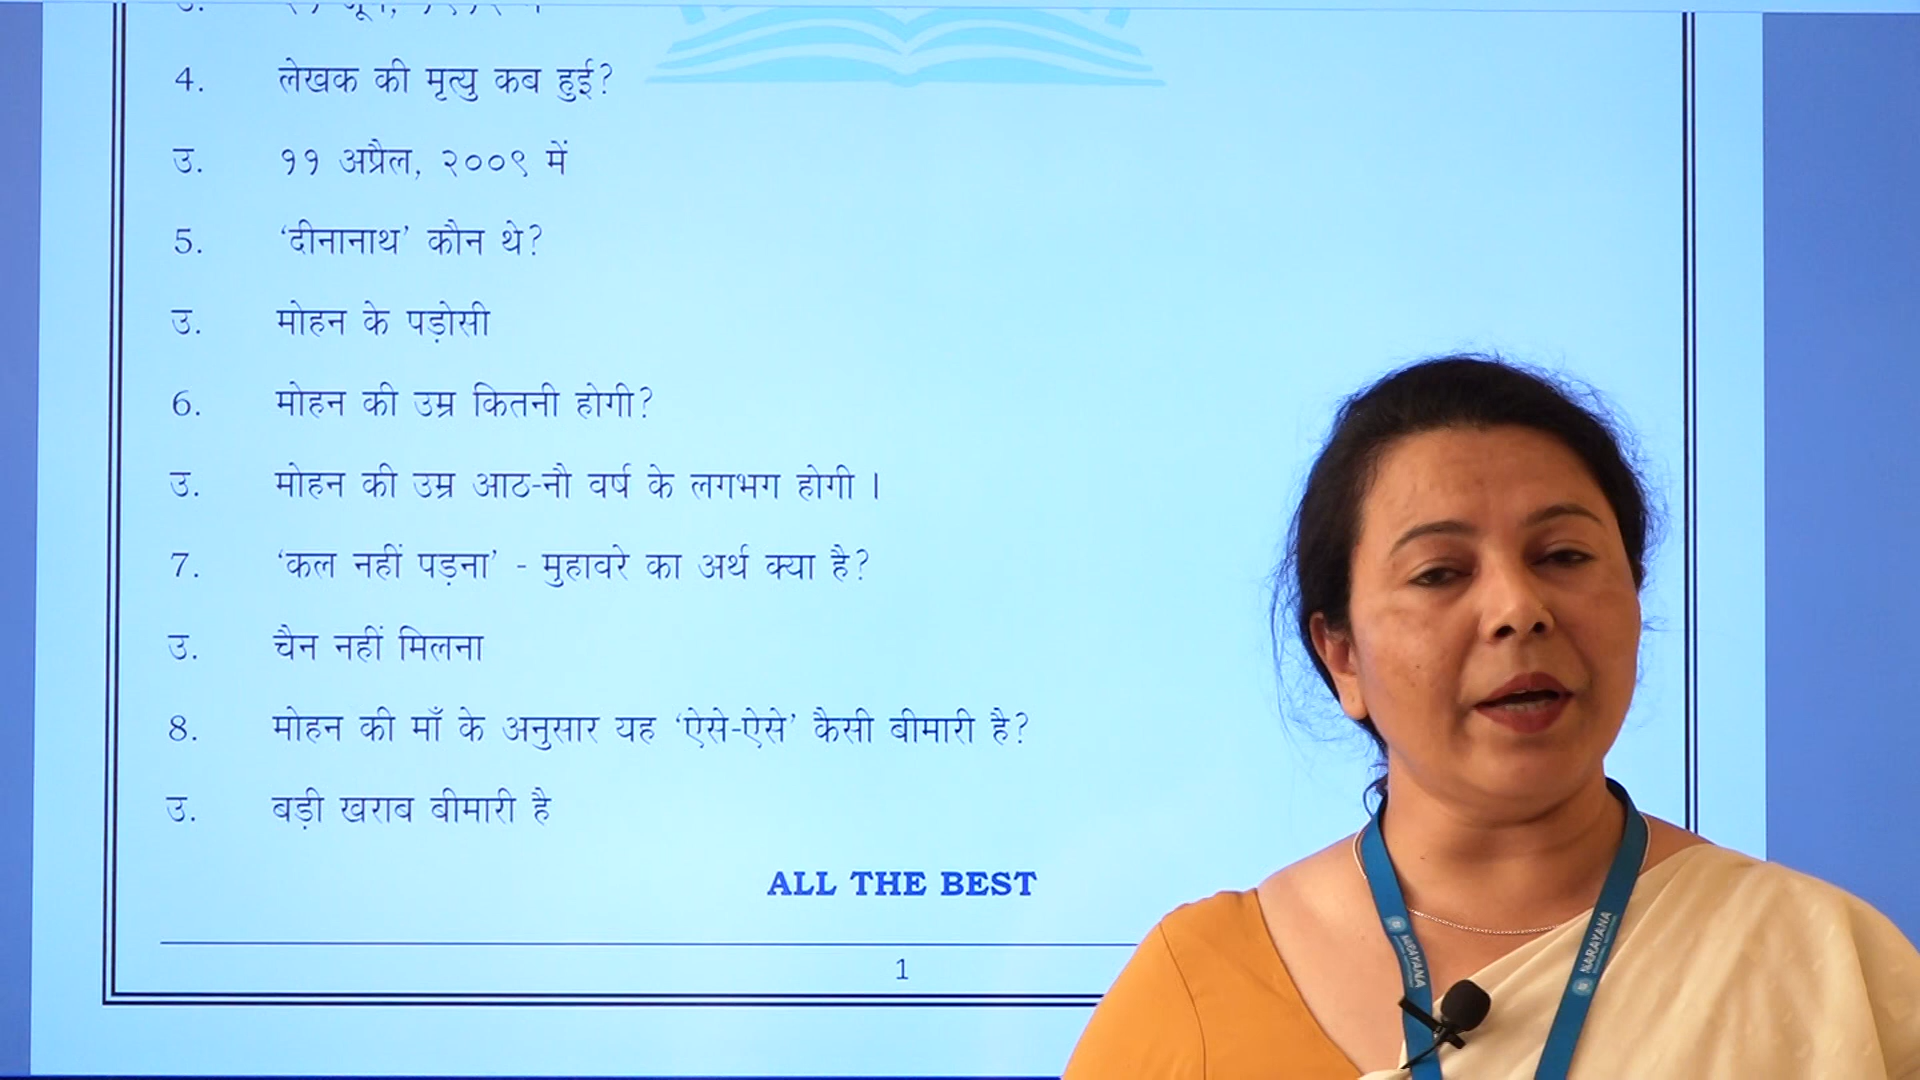 4. लेखक की मृत्यु कब हुई?
उ. ११ अप्रैल, २००९ में
5. ‘दीनानाथ’ कौन थे?
उ. मोहन के पड़ोसी
6. मोहन की उम्र कितनी होगी?
उ. मोहन की उम्र आठ-नौ वर्ष के लगभग होगी ।
7. ‘कल नहीं पड़ना’ - मुहावरे का अर्थ क्या है?
उ. चैन नहीं मिलना
8. मोहन की माँ के अनुसार यह ‘ऐसे-ऐसे’ कैसी बीमारी है?
उ. बड़ी खराब बीमारी है
ALL THE BEST
1
NARAYANA
NARAYANA